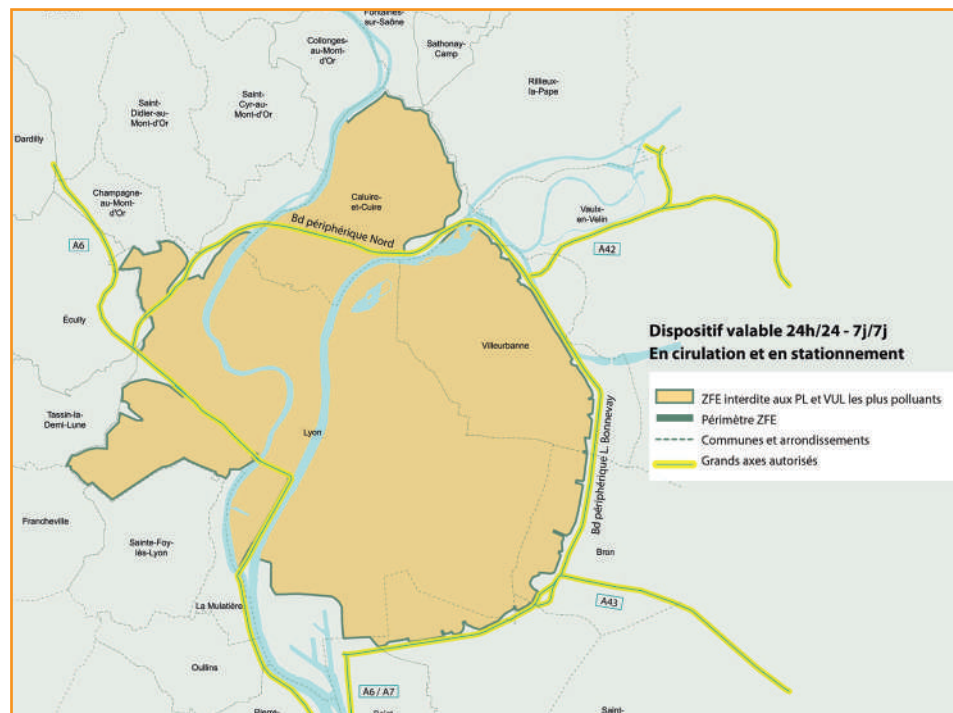 Fontaines-
sur-Saône
Collonges-
au-Mont-
d'Or
Sathonay-
Camp
Rillieux-
la-Pape
Saint-
Didier-au-
Mont-d'Or
Saint-
Cyr-au-
Mont-d'Or
Dardilly
Champagne-
au-Mont-
d'Or
Caluire-
et-Cuire
Vaulx-
en-Velin
Bd périphérique Nord
A6
A42
Écully
Villeurbanne
Dispositif valable 24h/24 - 7j/7j
En cirulation et en stationnement
ZFE interdite aux PL et VUL les plus polluants
Périmètre ZFE
Communes et arrondissements
Grands axes autorisés
Tassin-la-
Demi-Lune
Lyon
Bd périphérique L. Bonnevay
Francheville
Sainte-Foy-
lès-Lyon
Bron
La Mulatière
A43
Oullins
A6 / A7
Pierre-
Saint-